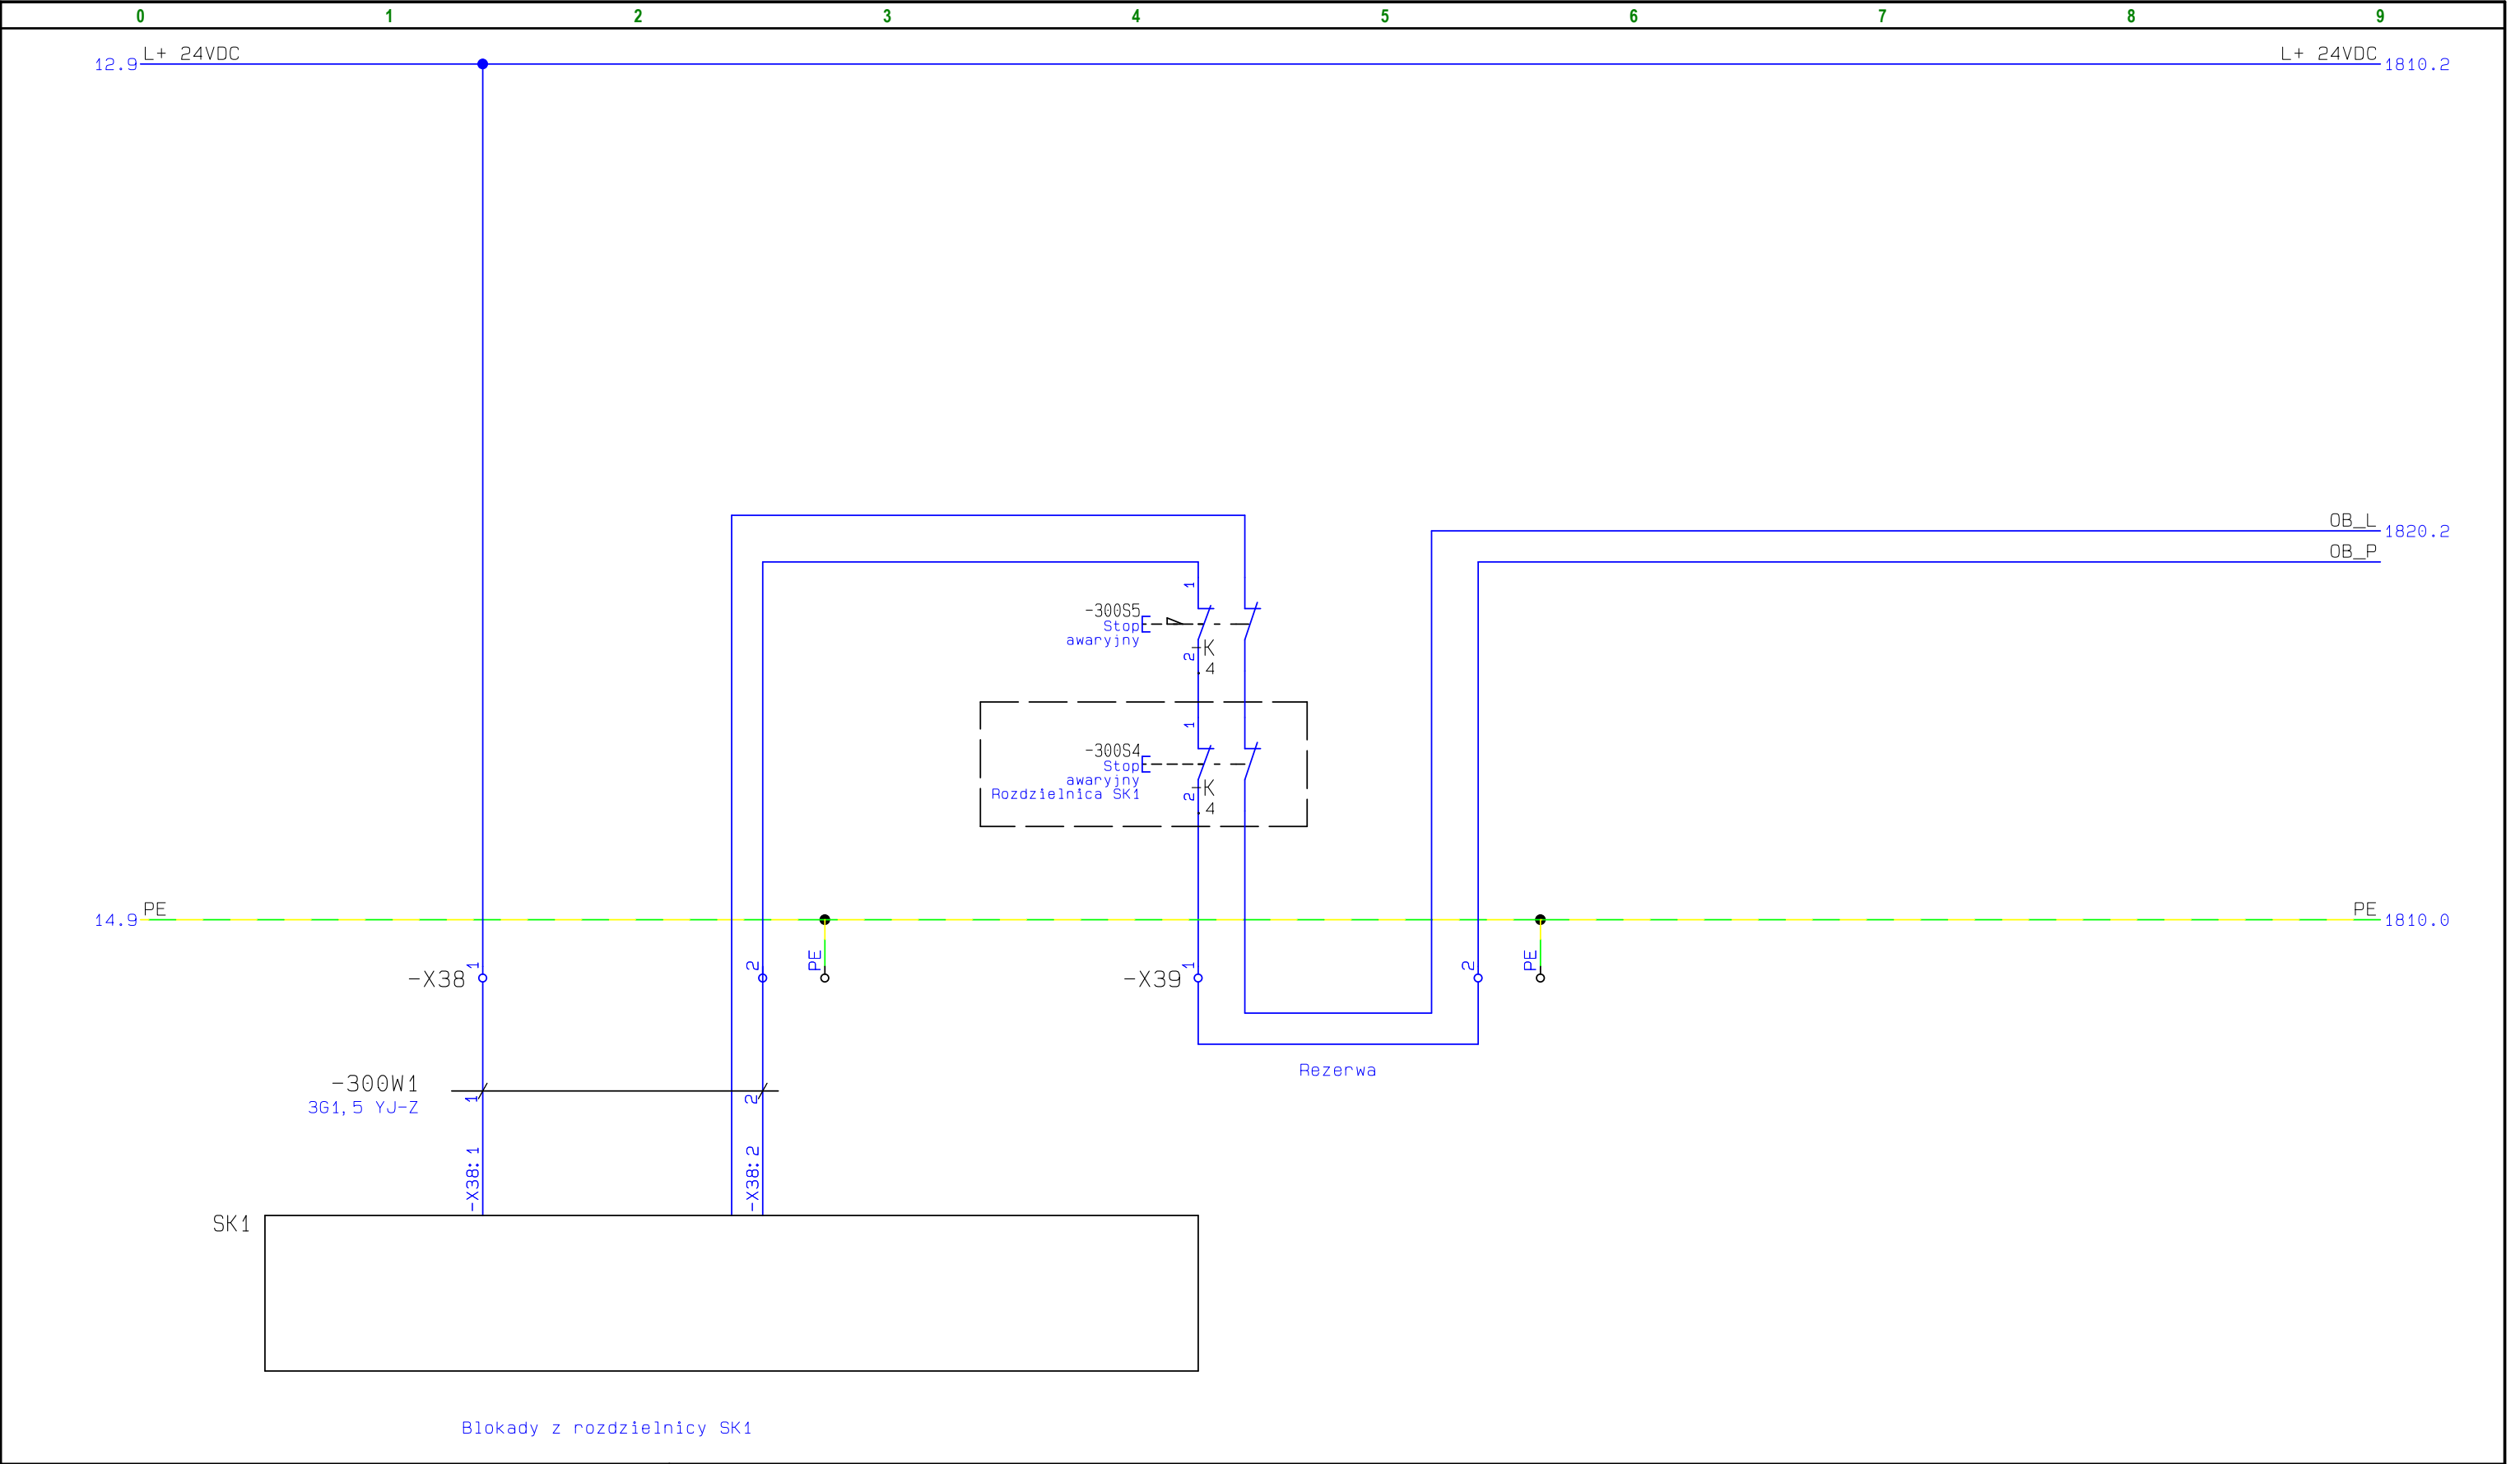 0 1 2 3 4 5 6 7 8 9
L+ 24VDC
12.9
L+ 24VDC
1810.2
OB_L
1820.2
OB_P
1
-300S5
Stop
awaryjny
2
-K
.4
1
-300S4
Stop
awaryjny
Rozdzielnica SK1
2
-K
.4
PE
14.9
PE
1810.0
-X38
1
2
PE
-X39
1
2
PE
Rezerwa
-300W1
3G1,5 YJ-Z
1
2
-X38:1
-X38:2
SK1
Blokady z rozdzielnicy SK1